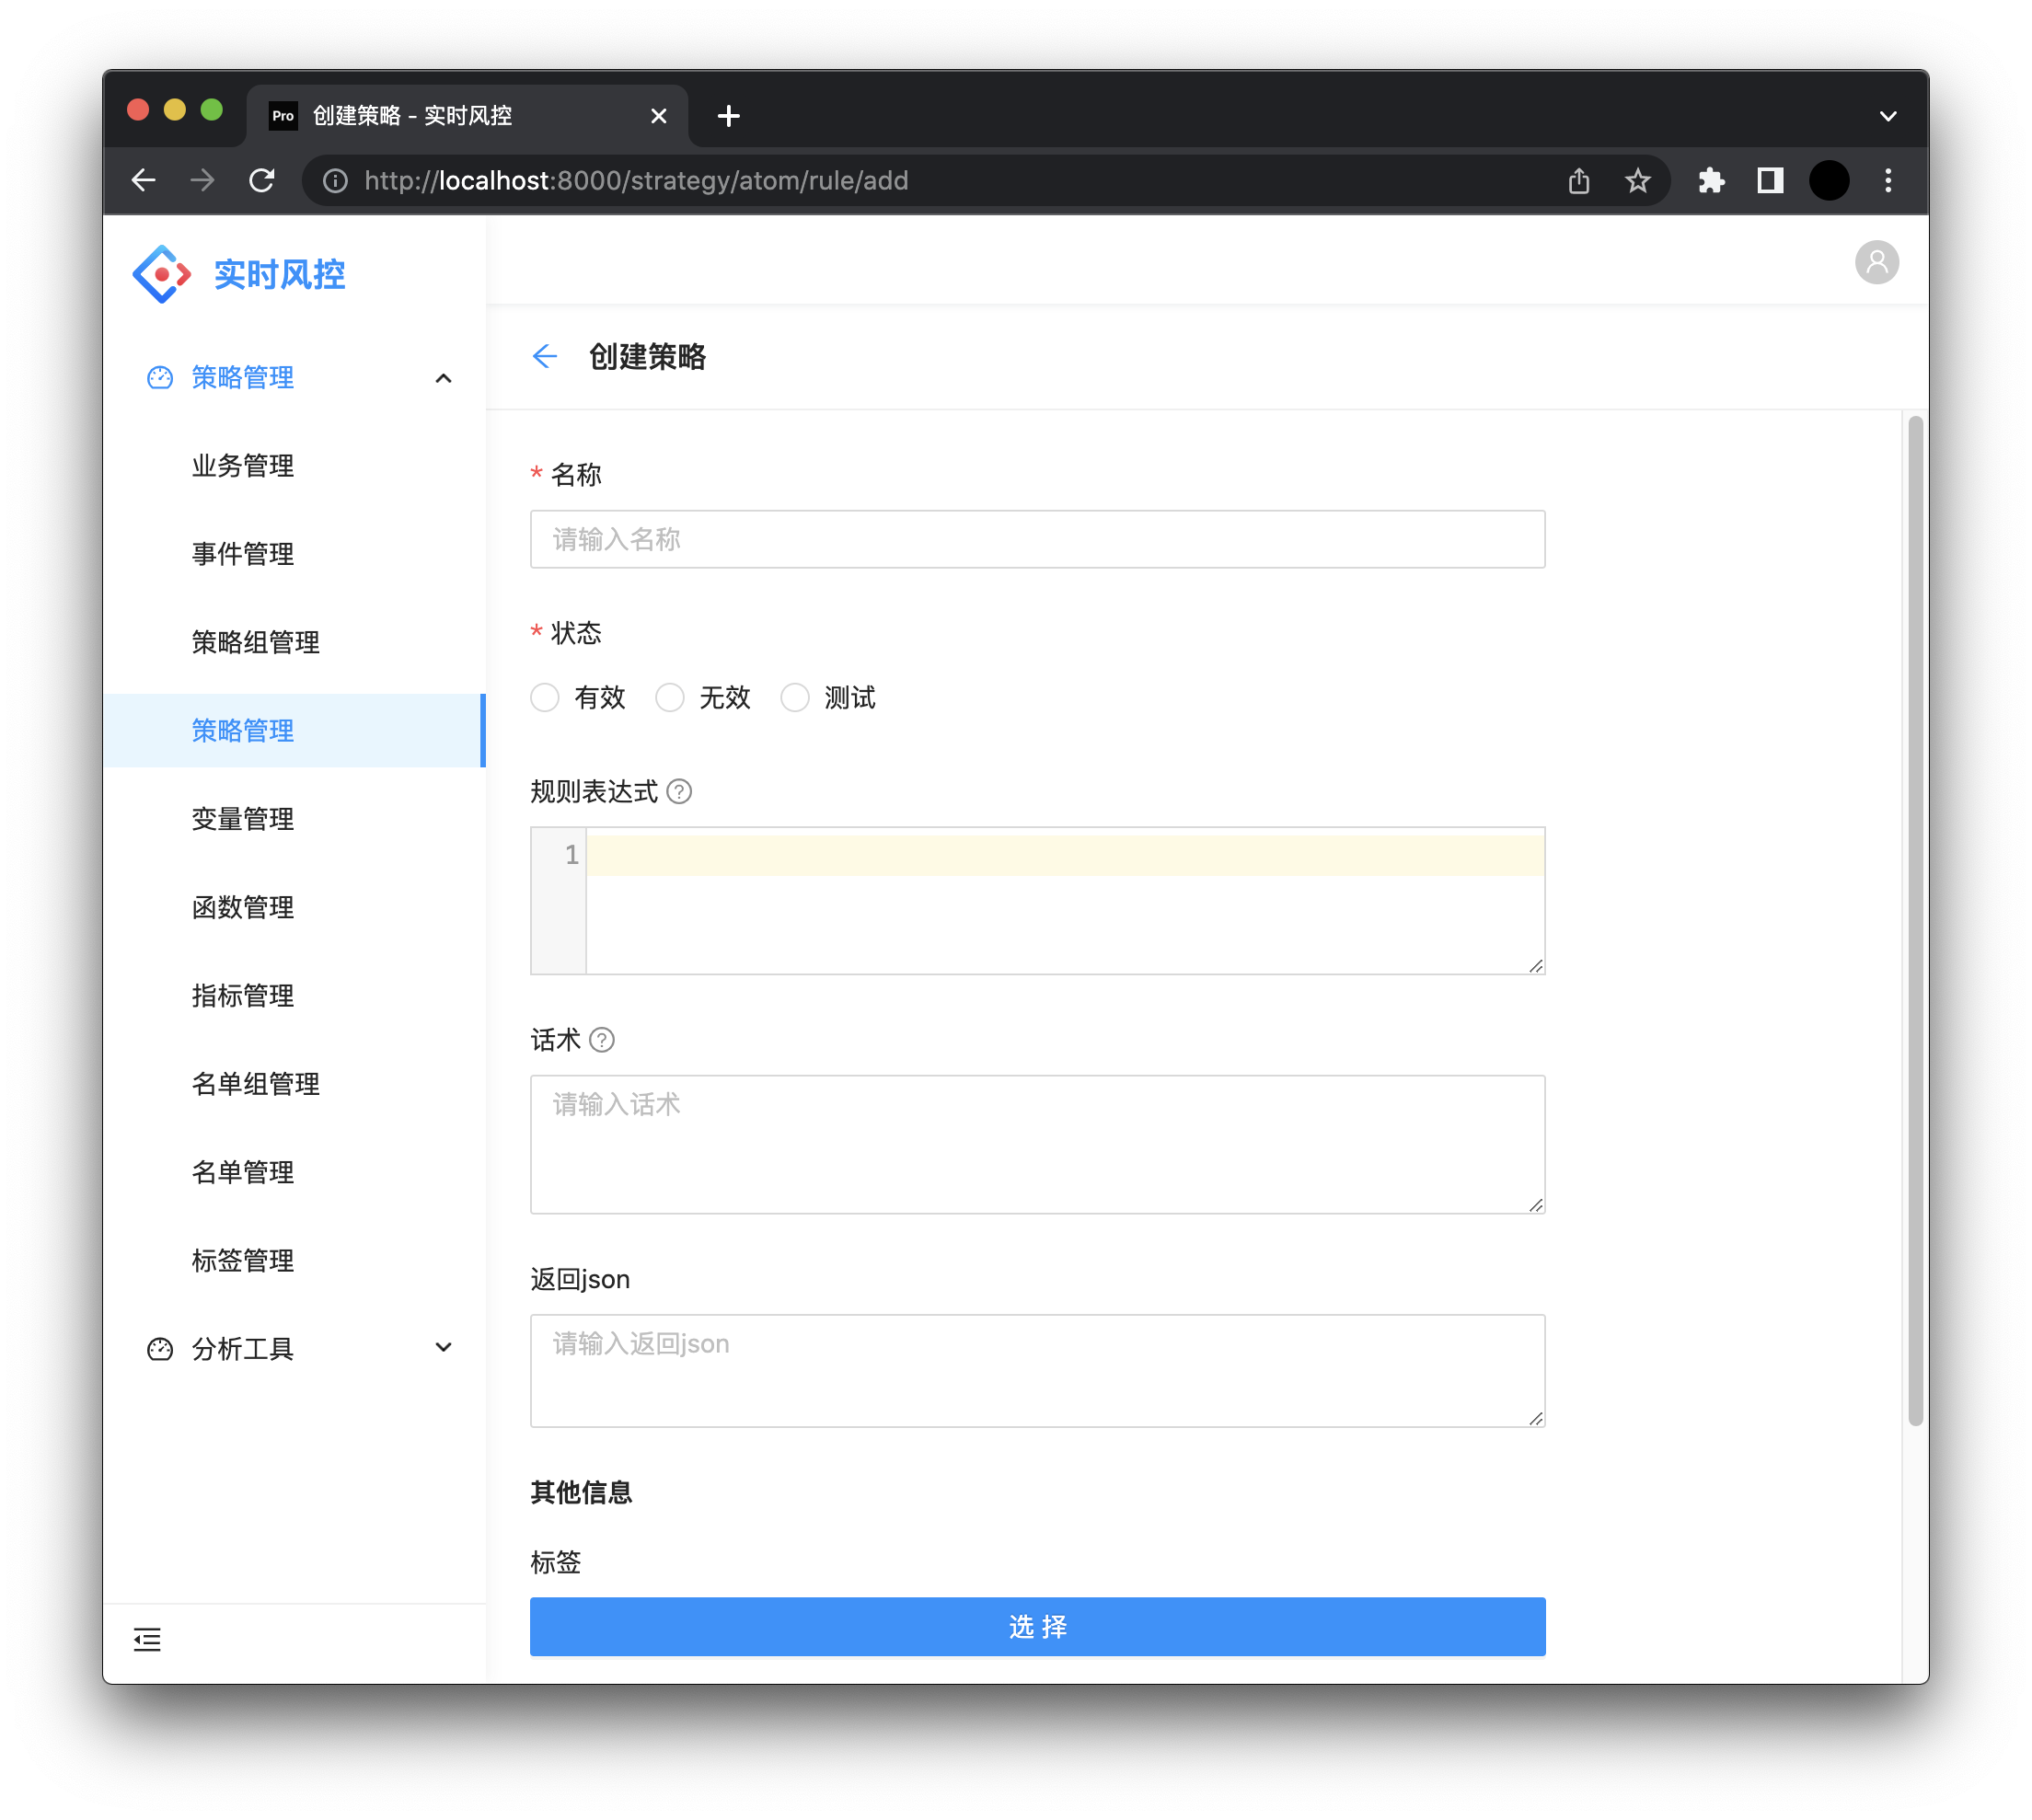 Pro 创建策略 - 实时风控
http://localhost:8000/strategy/atom/rule/add
实时风控
策略管理
业务管理
事件管理
策略组管理
策略管理
变量管理
函数管理
指标管理
名单组管理
名单管理
标签管理
分析工具
创建策略
* 名称
请输入名称
* 状态
有效 无效 测试
规则表达式 ?
1
话术 ?
请输入话术
返回json
请输入返回json
其他信息
标签
选 择